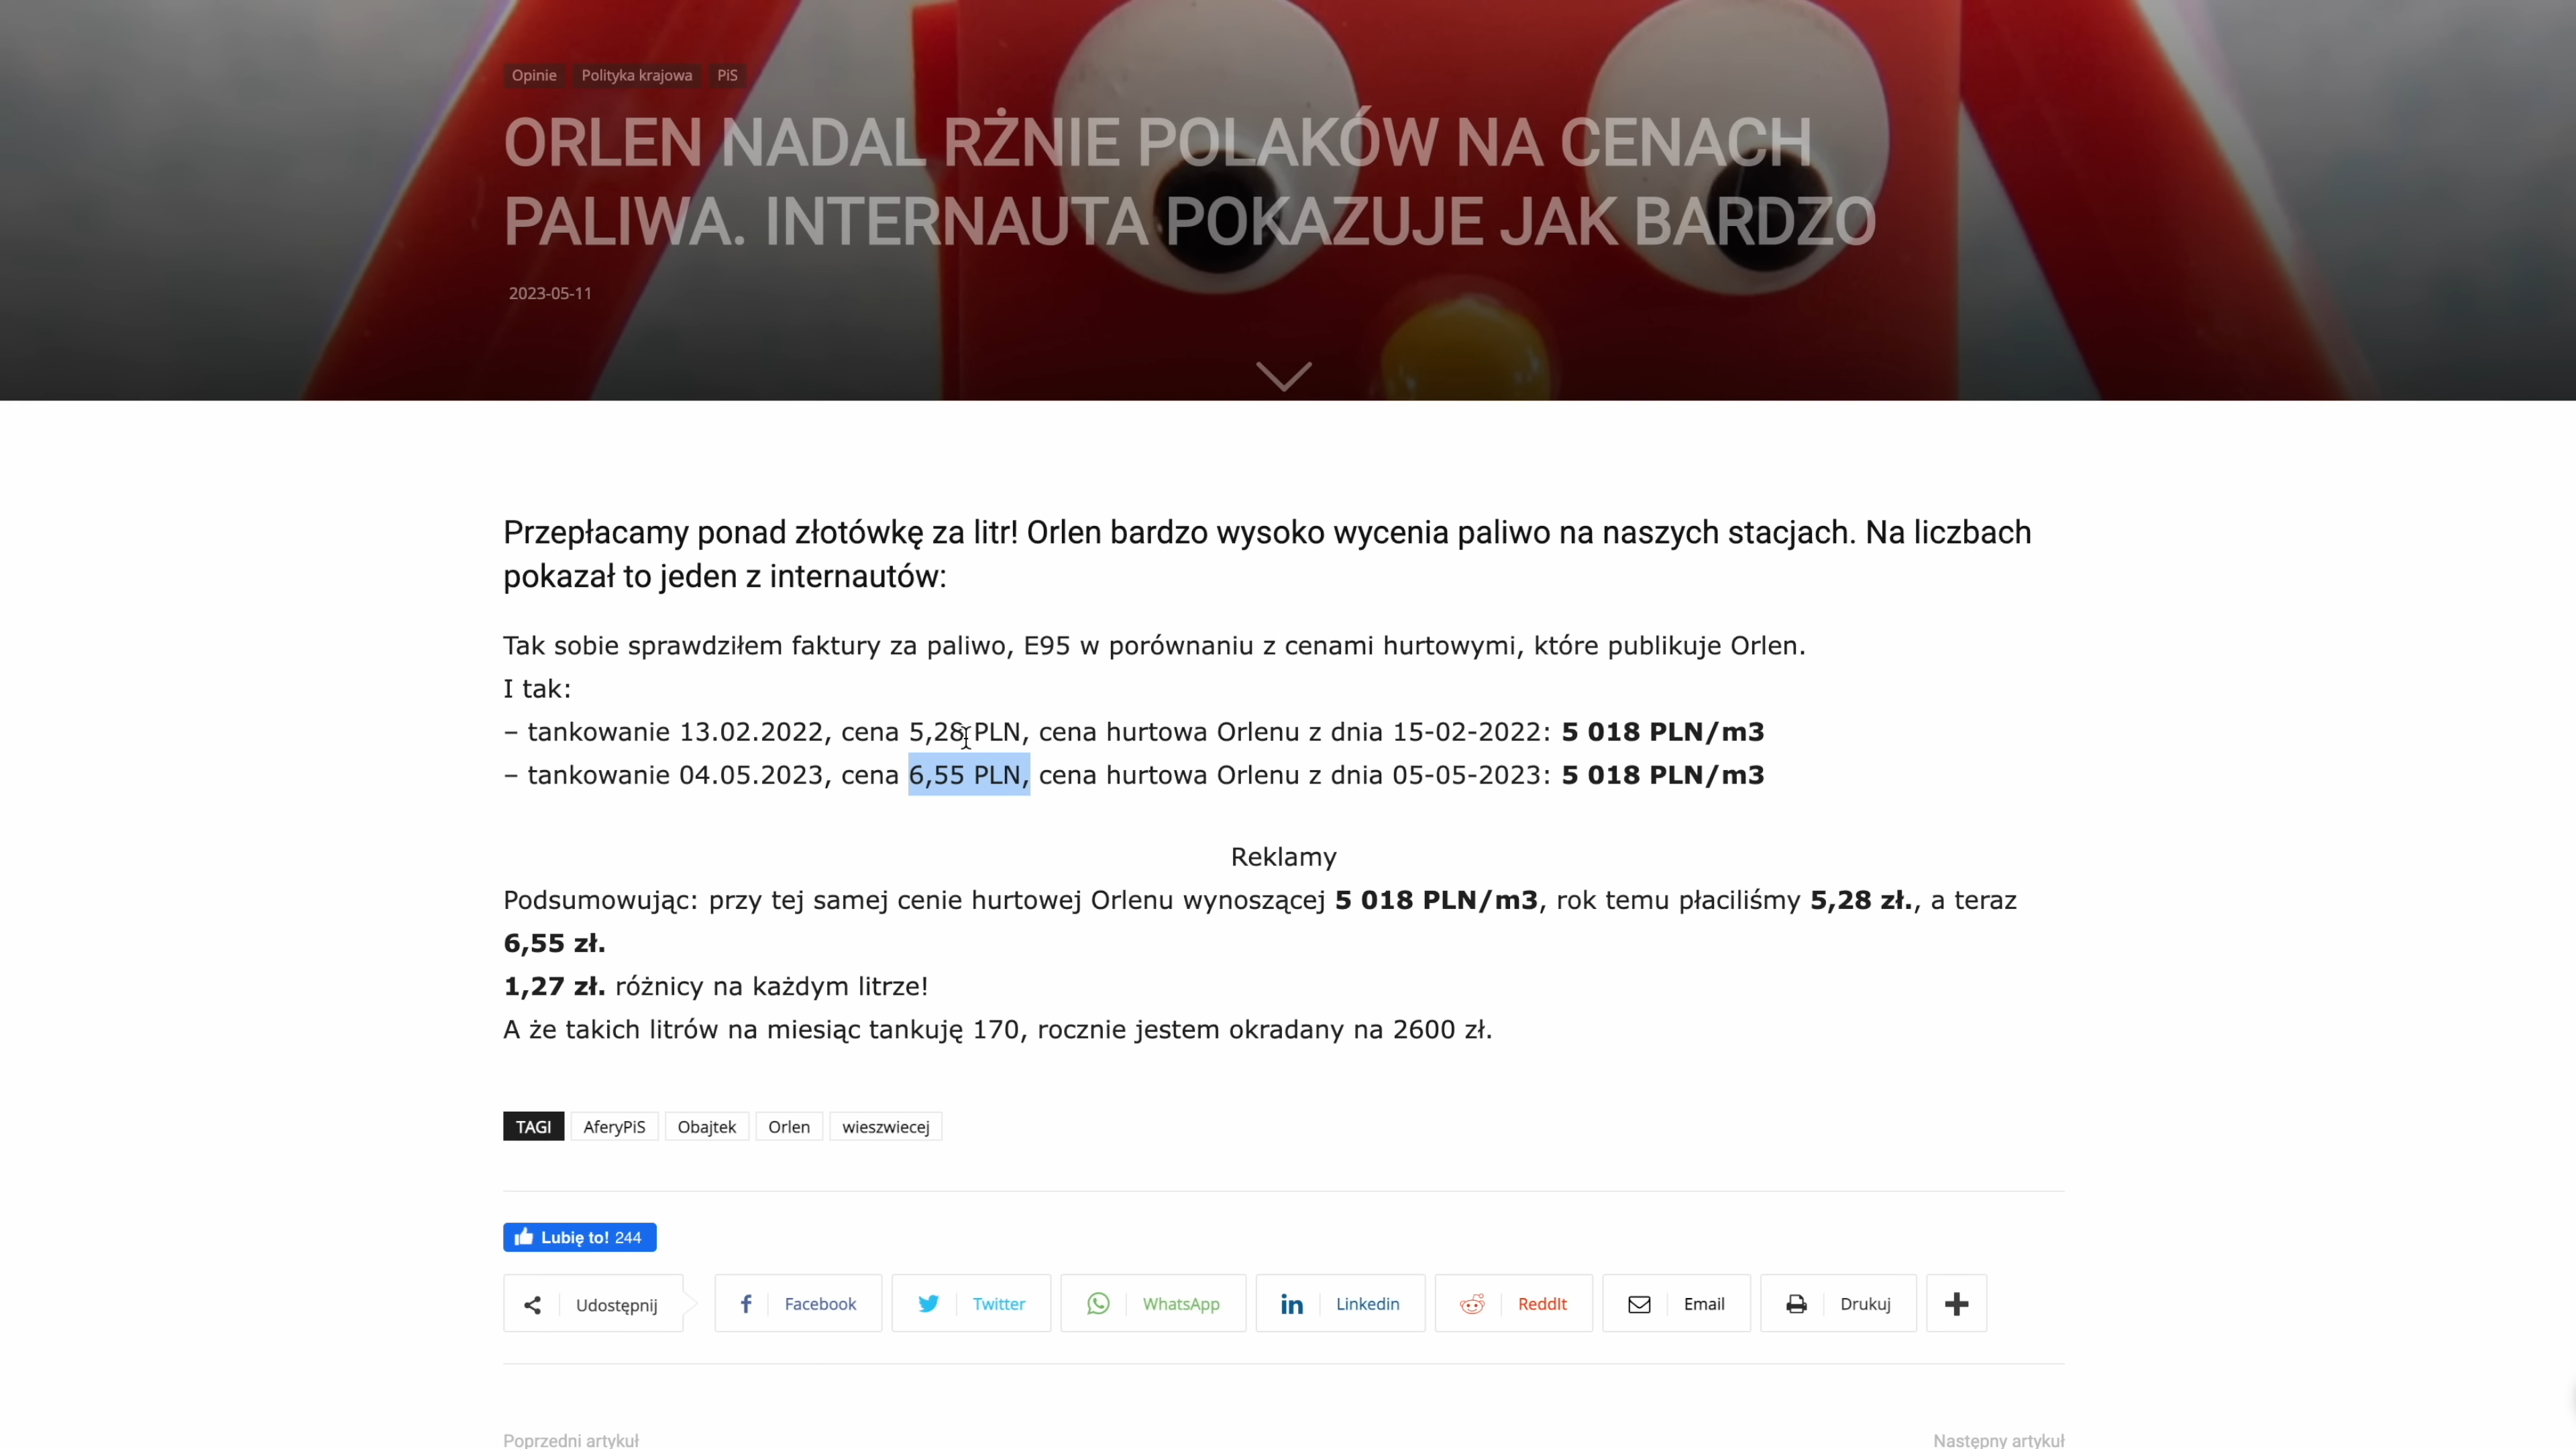 Opinie Polityka krajowa PiS
ORLEN NADAL RŻNIE POLAKÓW NA CENACH
PALIWA. INTERNAUTA POKAZUJE JAK BARDZO
2023-05-11
Przepłacamy ponad złotówkę za litr! Orlen bardzo wysoko wycenia paliwo na naszych stacjach. Na liczbach
pokazał to jeden z internautów:
Tak sobie sprawdziłem faktury za paliwo, E95 w porównaniu z cenami hurtowymi, które publikuje Orlen.
I tak:
– tankowanie 13.02.2022, cena 5,28 PLN, cena hurtowa Orlenu z dnia 15-02-2022: 5 018 PLN/m3
– tankowanie 04.05.2023, cena 6,55 PLN, cena hurtowa Orlenu z dnia 05-05-2023: 5 018 PLN/m3
Reklamy
Podsumowując: przy tej samej cenie hurtowej Orlenu wynoszącej 5 018 PLN/m3, rok temu płaciliśmy 5,28 zł., a teraz
6,55 zł.
1,27 zł. różnicy na każdym litrze!
A że takich litrów na miesiąc tankuję 170, rocznie jestem okradany na 2600 zł.
TAGI AferyPiS Obajtek Orlen wieszwiecej
Lubię to! 244
Udostępnij Facebook Twitter WhatsApp Linkedin ReddIt Email Drukuj
Poprzedni artykuł Następny artykuł